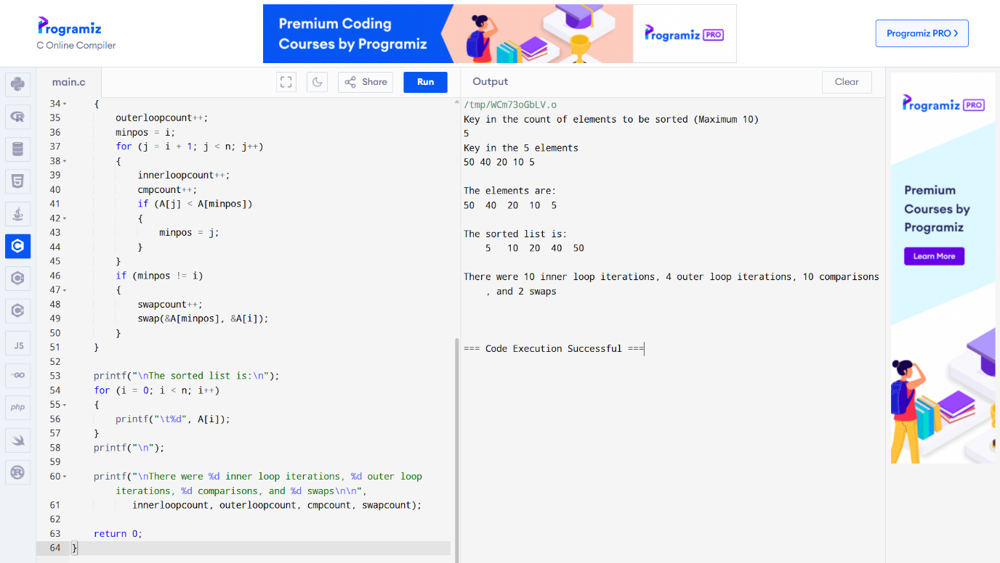 Programiz
C Online Compiler
Premium Coding
Courses by Programiz
Programiz PRO
Programiz PRO >
main.c
Share
Run
Output
Clear
34 {
35 outerloopcount++;
36 minpos = i;
37 for (j = i + 1; j < n; j++)
38 {
39 innerloopcount++;
40 cmpcount++;
41 if (A[j] < A[minpos])
42 {
43 minpos = j;
44 }
45 }
46 if (minpos != i)
47 {
48 swapcount++;
49 swap(&A[minpos], &A[i]);
50 }
51 }
52
53 printf("\nThe sorted list is:\n");
54 for (i = 0; i < n; i++)
55 {
56 printf("\t%d", A[i]);
57 }
58 printf("\n");
59
60 printf("\nThere were %d inner loop iterations, %d outer loop
iterations, %d comparisons, and %d swaps\n\n",
61 innerloopcount, outerloopcount, cmpcount, swapcount);
62
63 return 0;
64 }
/tmp/WCm73oGbLV.o
Key in the count of elements to be sorted (Maximum 10)
5
Key in the 5 elements
50 40 20 10 5
The elements are:
50 40 20 10 5
The sorted list is:
5 10 20 40 50
There were 10 inner loop iterations, 4 outer loop iterations, 10 comparisons
, and 2 swaps
=== Code Execution Successful ===
R
5
C
C
C
JS
GO
php
R
Programiz PRO
Premium
Courses by
Programiz
Learn More